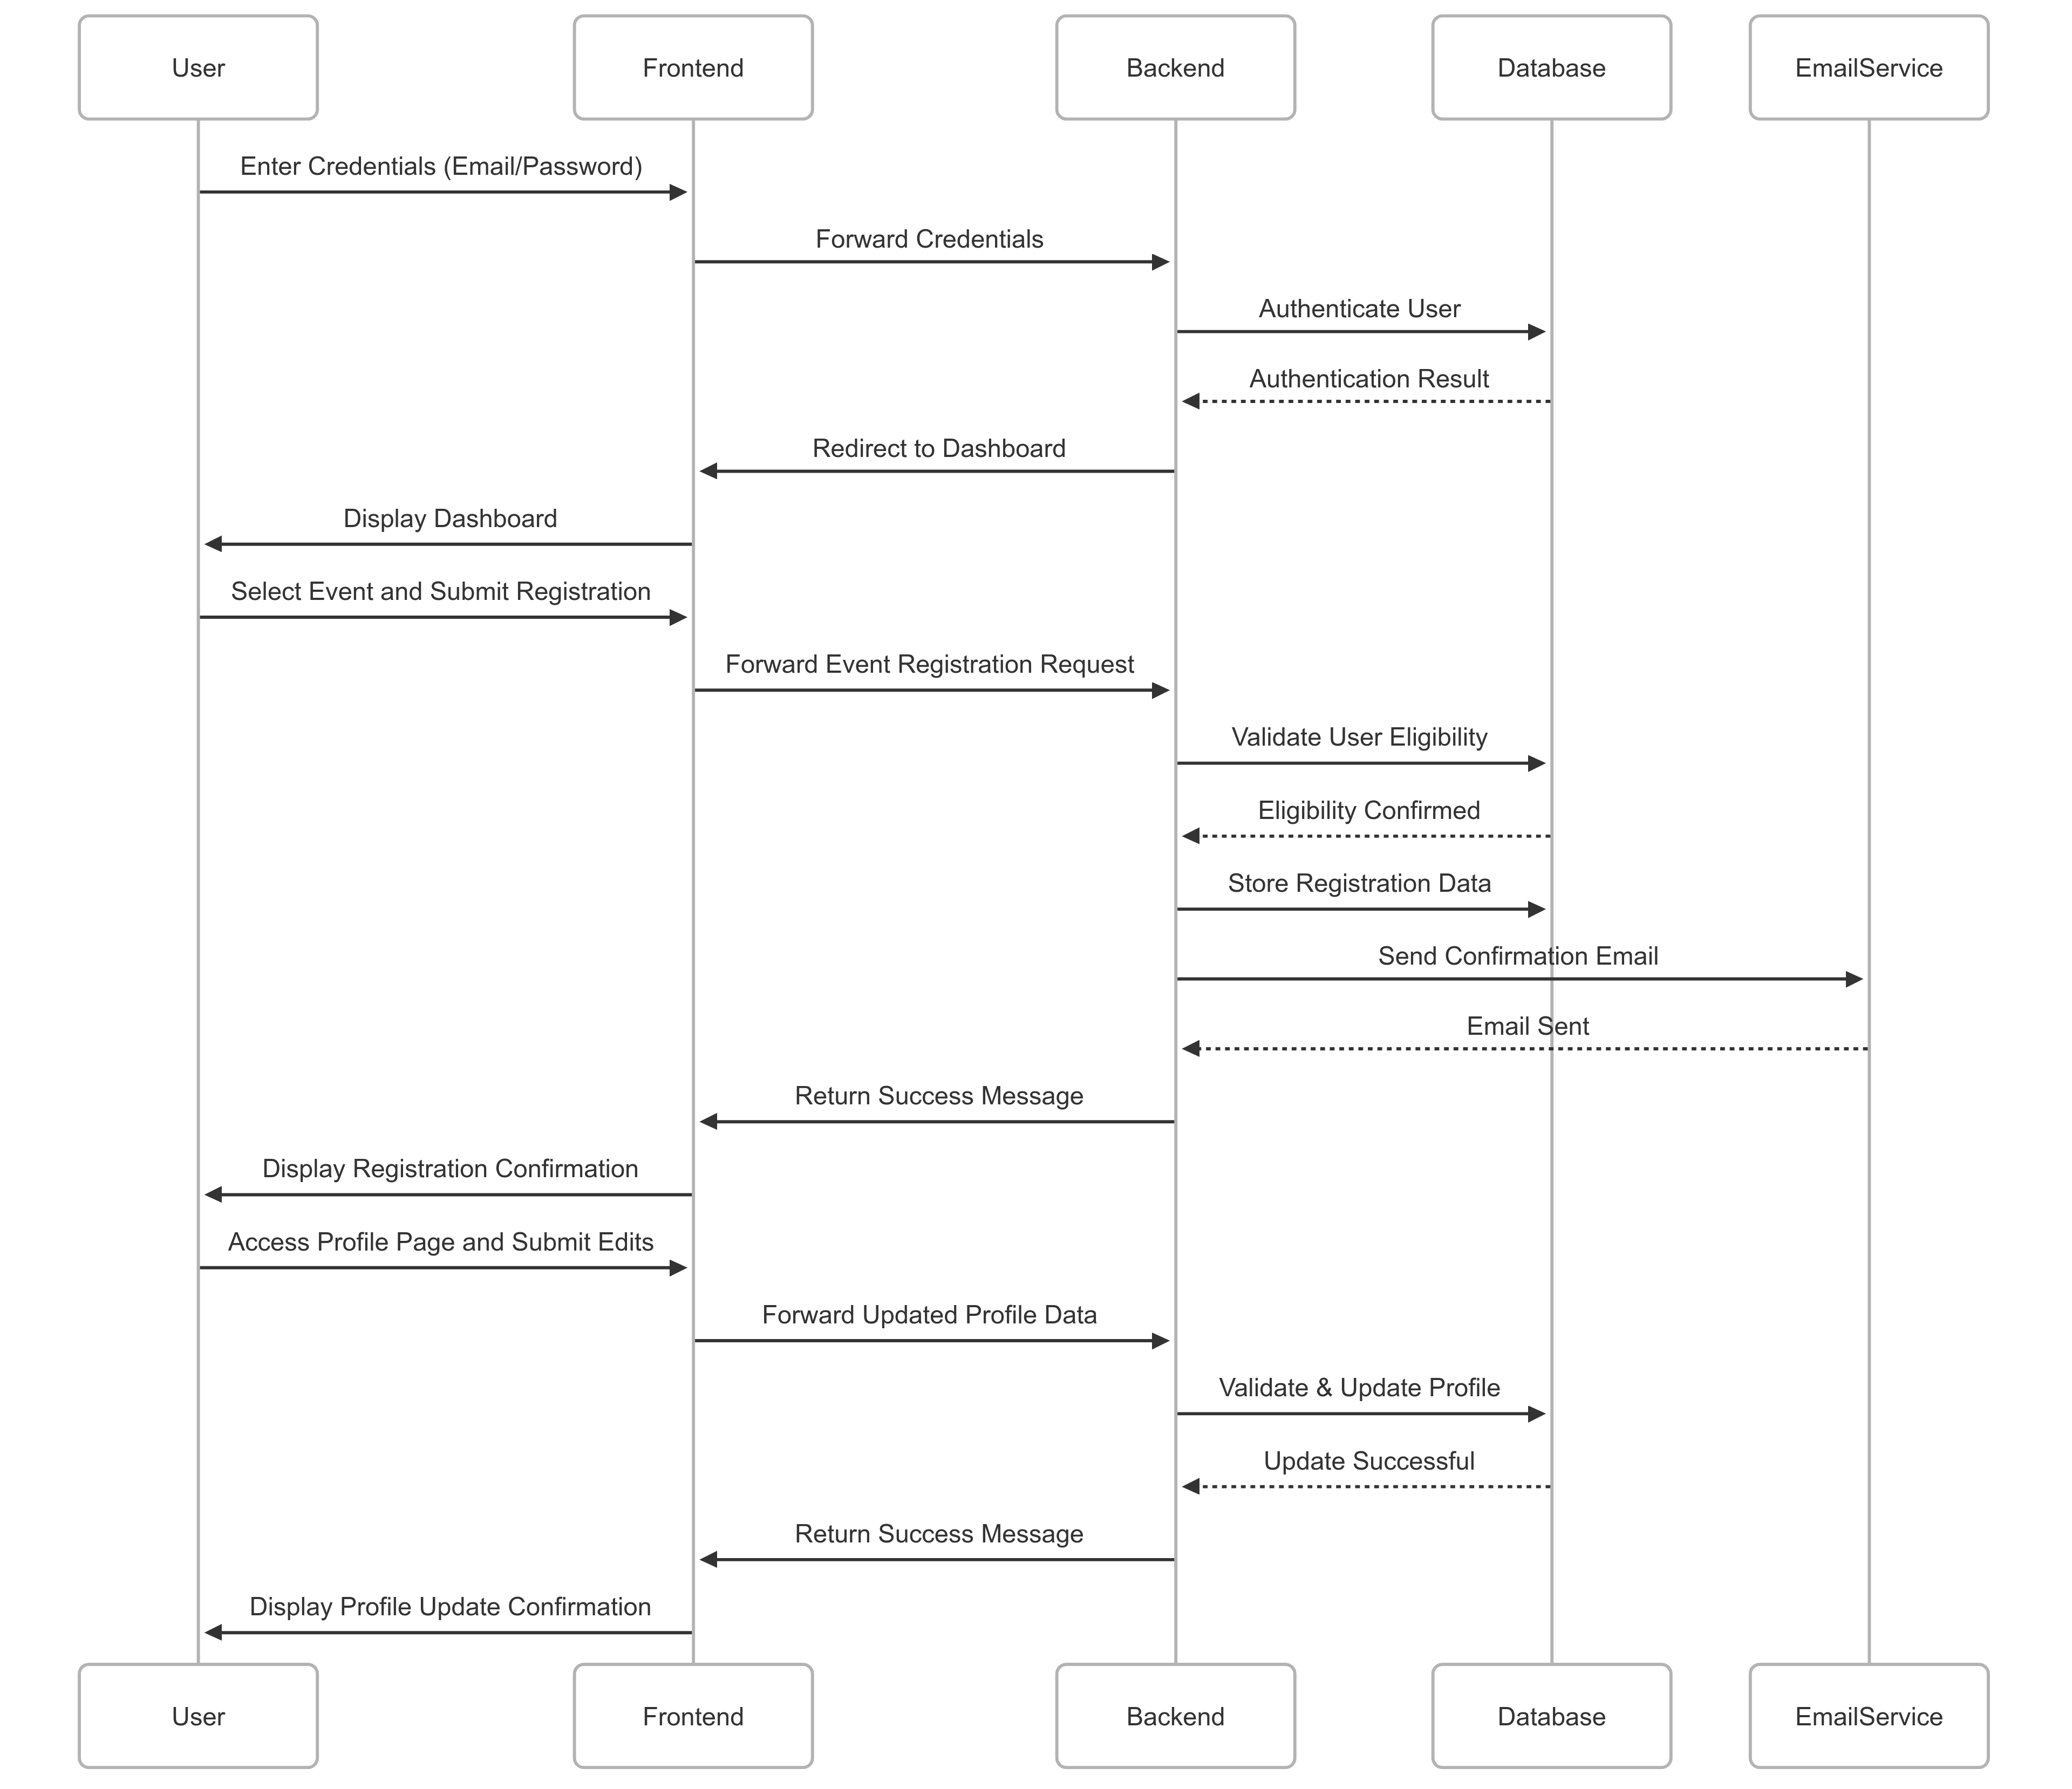 User
Frontend
Backend
Database
EmailService
Enter Credentials (Email/Password)
Forward Credentials
Authenticate User
Authentication Result
Redirect to Dashboard
Display Dashboard
Select Event and Submit Registration
Forward Event Registration Request
Validate User Eligibility
Eligibility Confirmed
Store Registration Data
Send Confirmation Email
Email Sent
Return Success Message
Display Registration Confirmation
Access Profile Page and Submit Edits
Forward Updated Profile Data
Validate & Update Profile
Update Successful
Return Success Message
Display Profile Update Confirmation
User
Frontend
Backend
Database
EmailService